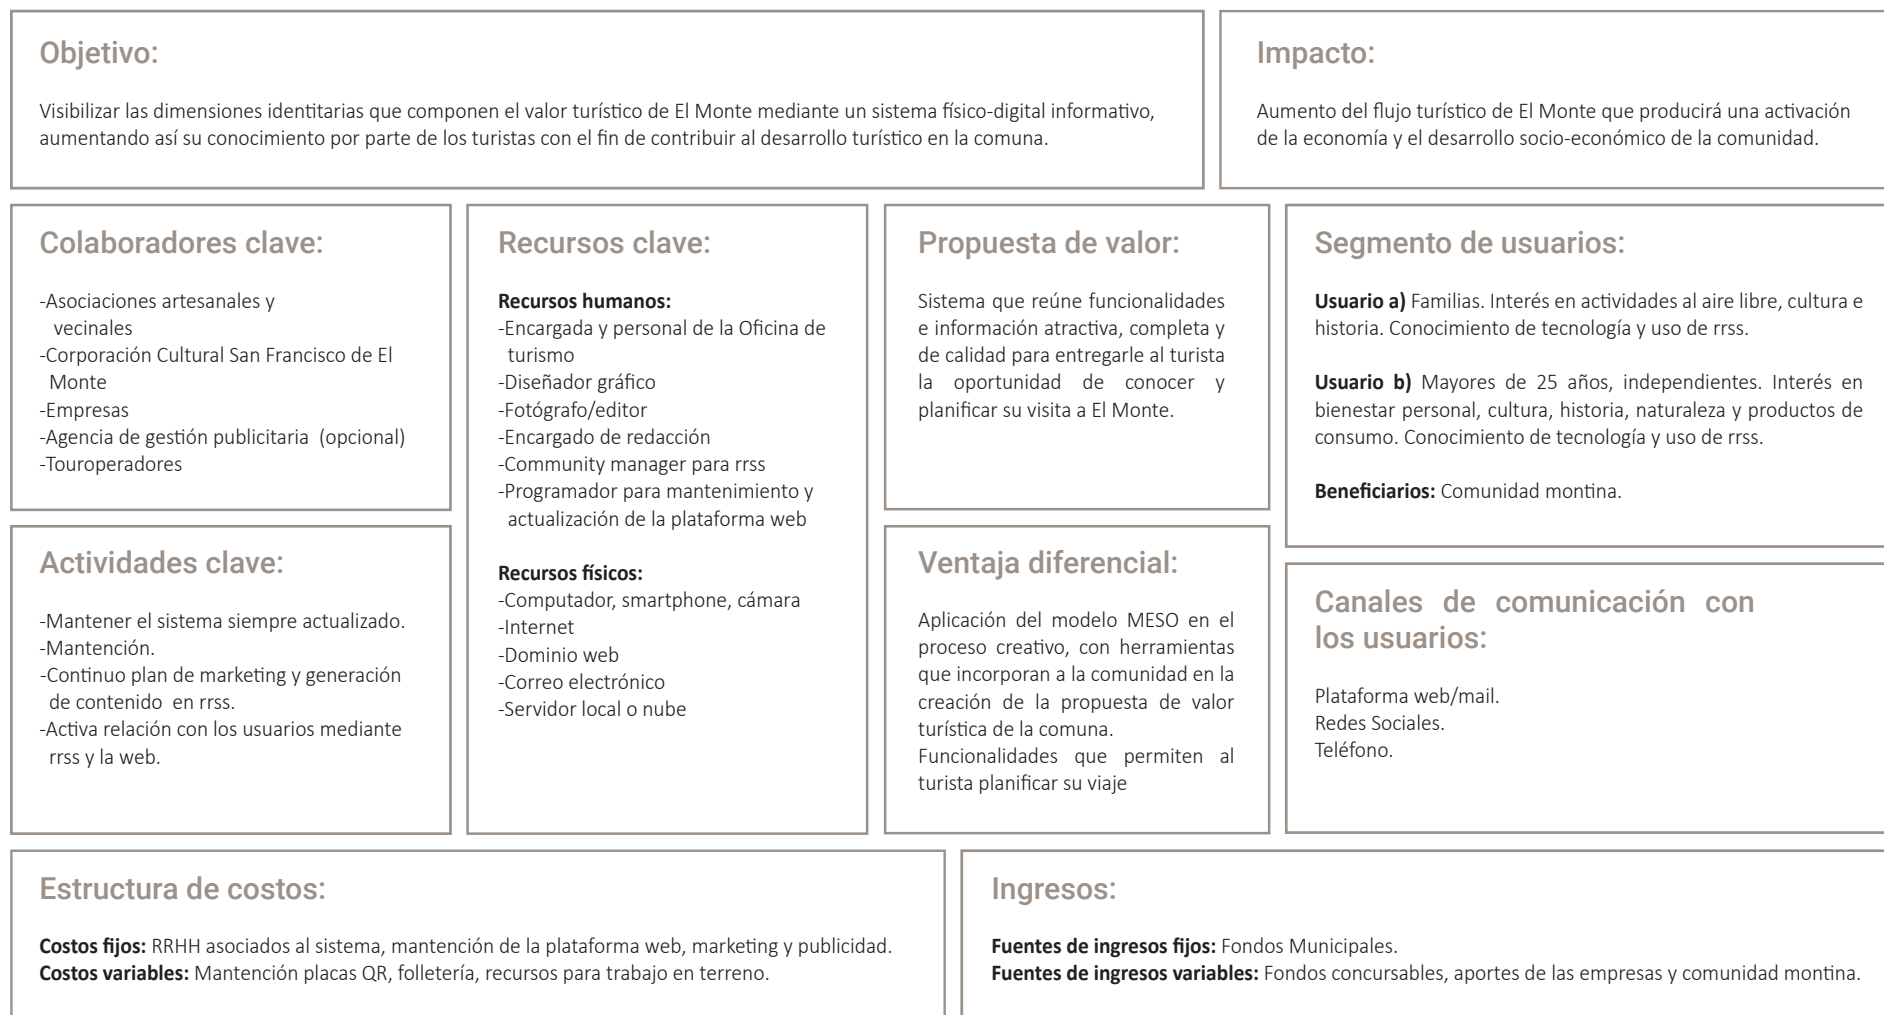 Objetivo:
Visibilizar las dimensiones identitarias que componen el valor turístico de El Monte mediante un sistema físico-digital informativo,
aumentando así su conocimiento por parte de los turistas con el fin de contribuir al desarrollo turístico en la comuna.
Impacto:
Aumento del flujo turístico de El Monte que producirá una activación
de la economía y el desarrollo socio-económico de la comunidad.
Colaboradores clave:
-Asociaciones artesanales y
vecinales
-Corporación Cultural San Francisco de El
Monte
-Empresas
-Agencia de gestión publicitaria (opcional)
-Touroperadores
Actividades clave:
-Mantener el sistema siempre actualizado.
-Mantención.
-Continuo plan de marketing y generación
de contenido en rrss.
-Activa relación con los usuarios mediante
rrss y la web.
Recursos clave:
Recursos humanos:
-Encargada y personal de la Oficina de
turismo
-Diseñador gráfico
-Fotógrafo/editor
-Encargado de redacción
-Community manager para rrss
-Programador para mantenimiento y
actualización de la plataforma web
Recursos físicos:
-Computador, smartphone, cámara
-Internet
-Dominio web
-Correo electrónico
-Servidor local o nube
Propuesta de valor:
Sistema que reúne funcionalidades
e información atractiva, completa y
de calidad para entregarle al turista
la oportunidad de conocer y
planificar su visita a El Monte.
Ventaja diferencial:
Aplicación del modelo MESO en el
proceso creativo, con herramientas
que incorporan a la comunidad en la
creación de la propuesta de valor
turística de la comuna.
Funcionalidades que permiten al
turista planificar su viaje
Segmento de usuarios:
Usuario a) Familias. Interés en actividades al aire libre, cultura e
historia. Conocimiento de tecnología y uso de rrss.
Usuario b) Mayores de 25 años, independientes. Interés en
bienestar personal, cultura, historia, naturaleza y productos de
consumo. Conocimiento de tecnología y uso de rrss.
Beneficiarios: Comunidad montina.
Canales de comunicación con
los usuarios:
Plataforma web/mail.
Redes Sociales.
Teléfono.
Estructura de costos:
Costos fijos: RRHH asociados al sistema, mantención de la plataforma web, marketing y publicidad.
Costos variables: Mantención placas QR, folletería, recursos para trabajo en terreno.
Ingresos:
Fuentes de ingresos fijos: Fondos Municipales.
Fuentes de ingresos variables: Fondos concursables, aportes de las empresas y comunidad montina.